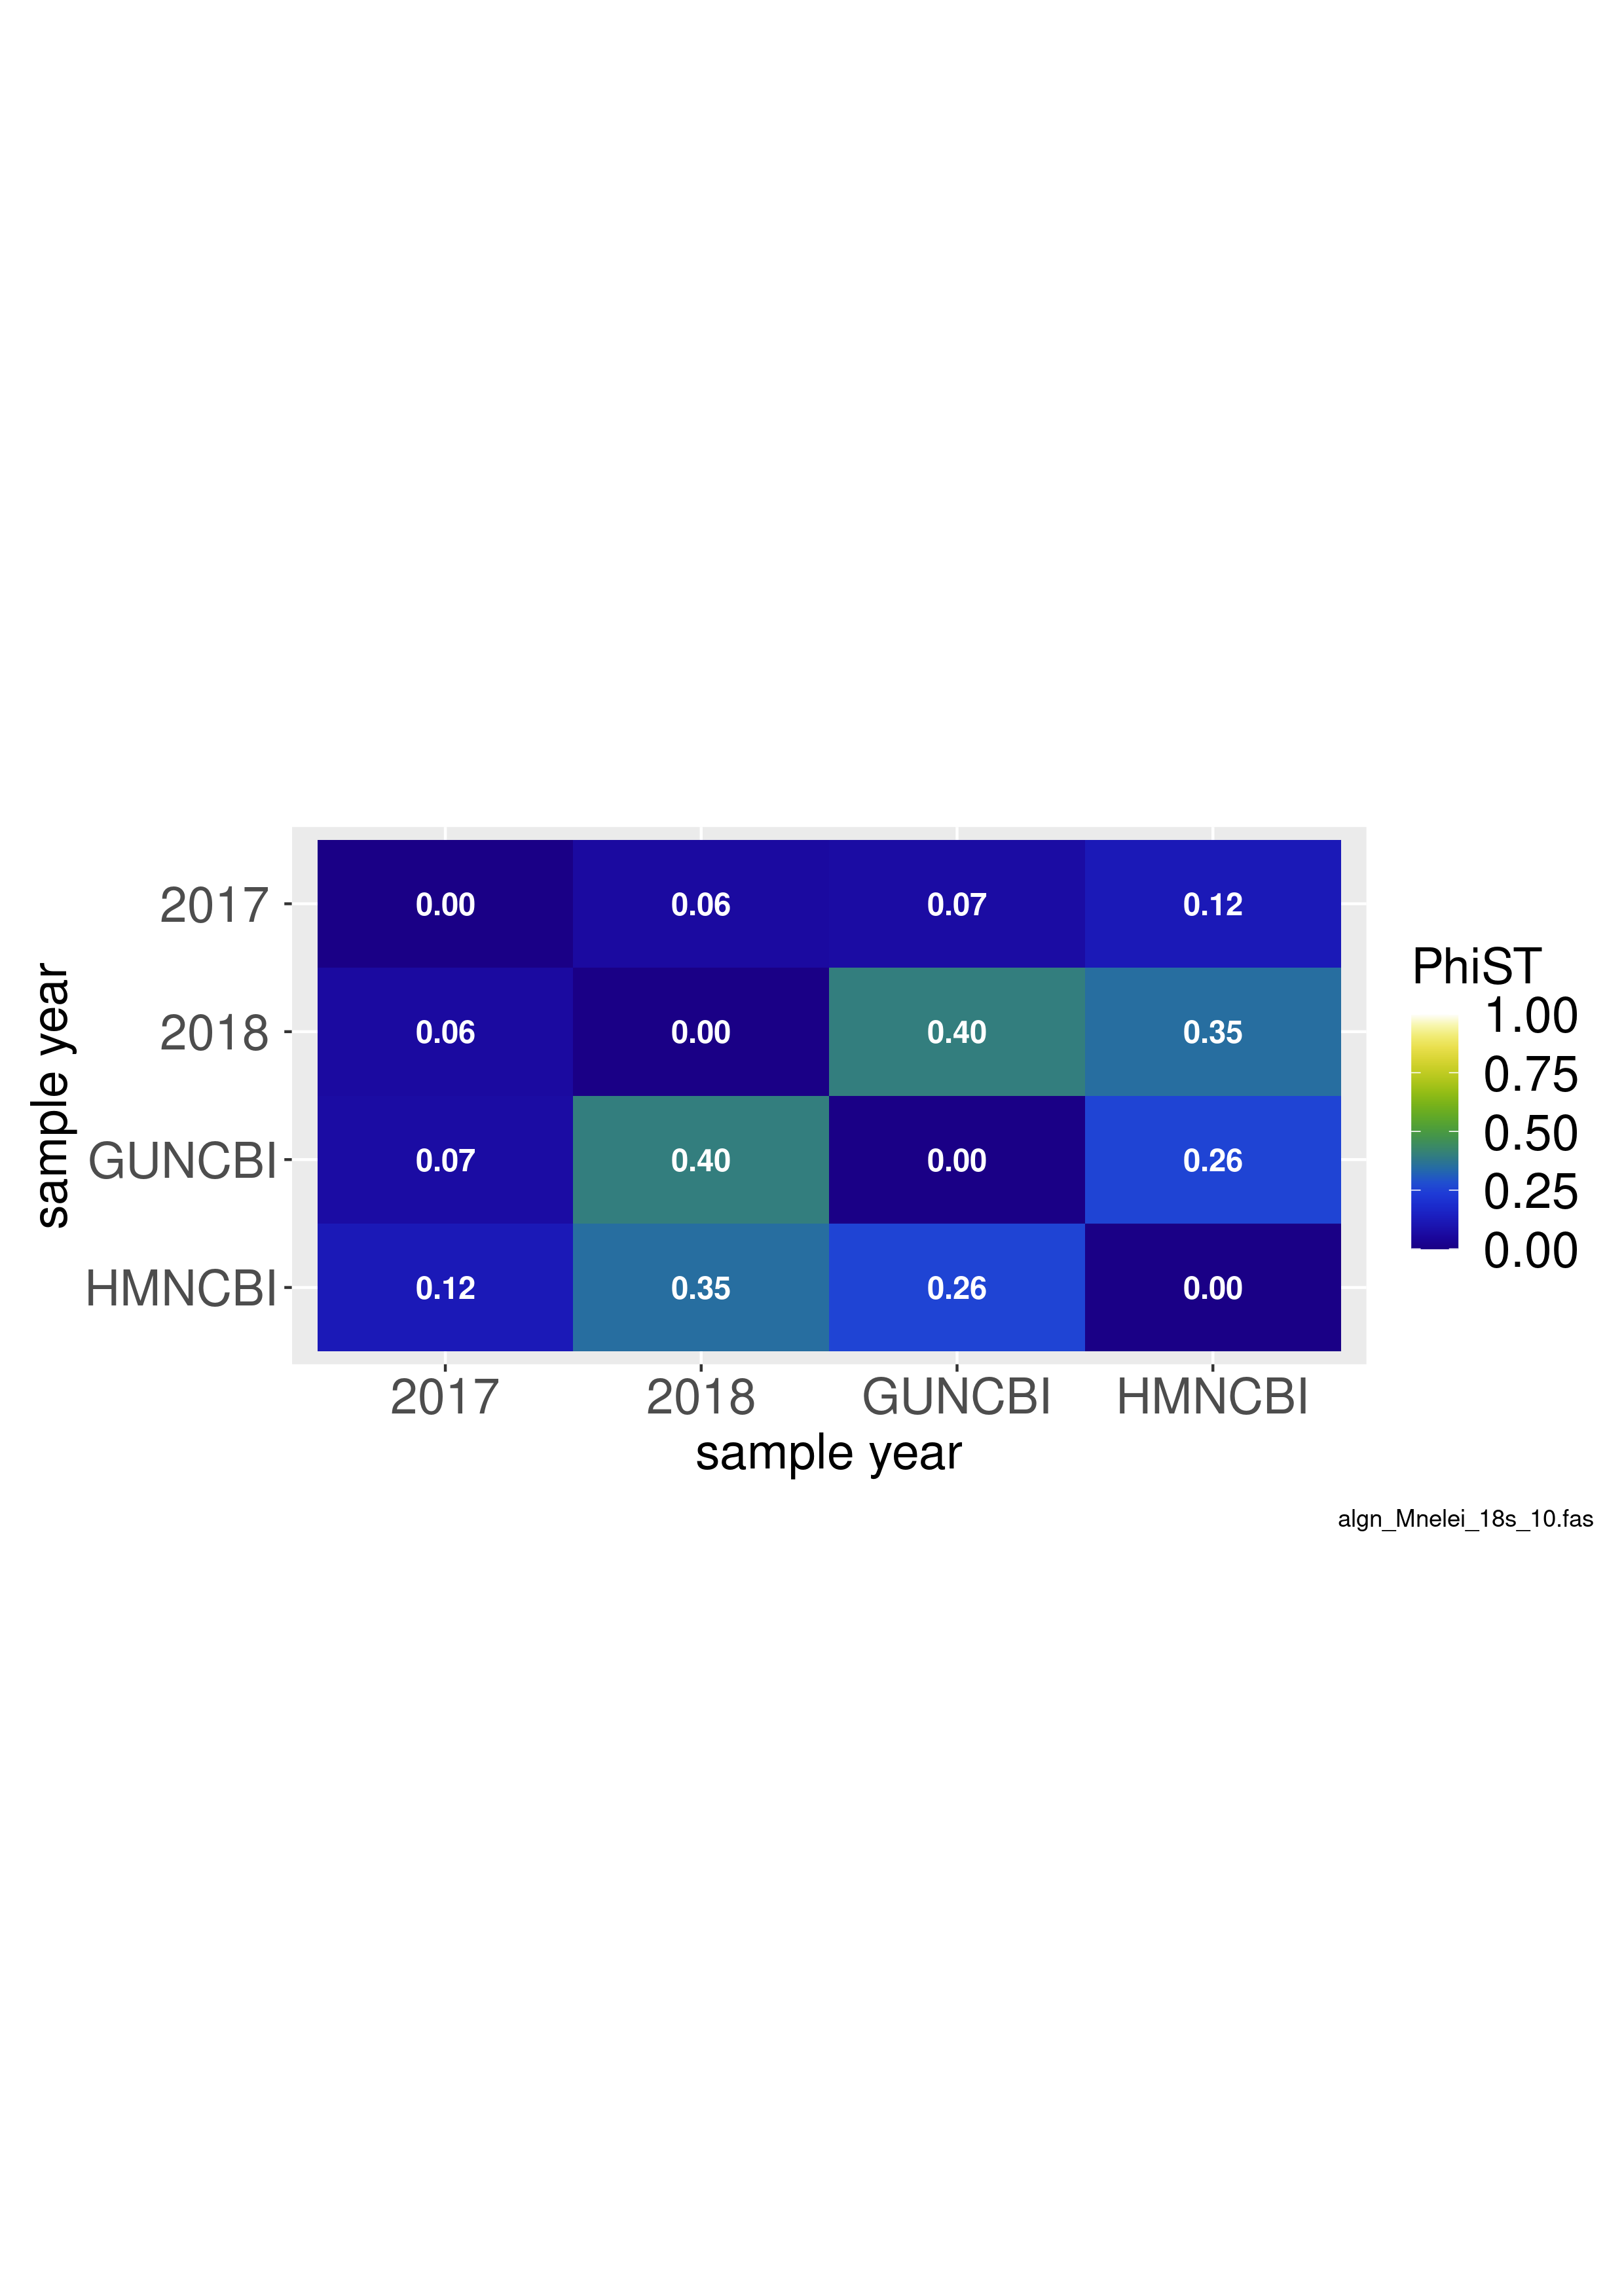 2017 0.00 0.06 0.07 0.12
2018 0.06 0.00 0.40 0.35
GUNCBI 0.07 0.40 0.00 0.26
HMNCBI 0.12 0.35 0.26 0.00
sample year
2017 2018 GUNCBI HMNCBI
sample year
PhiST
1.00
0.75
0.50
0.25
0.00
algn_Mnelei_18s_10.fas